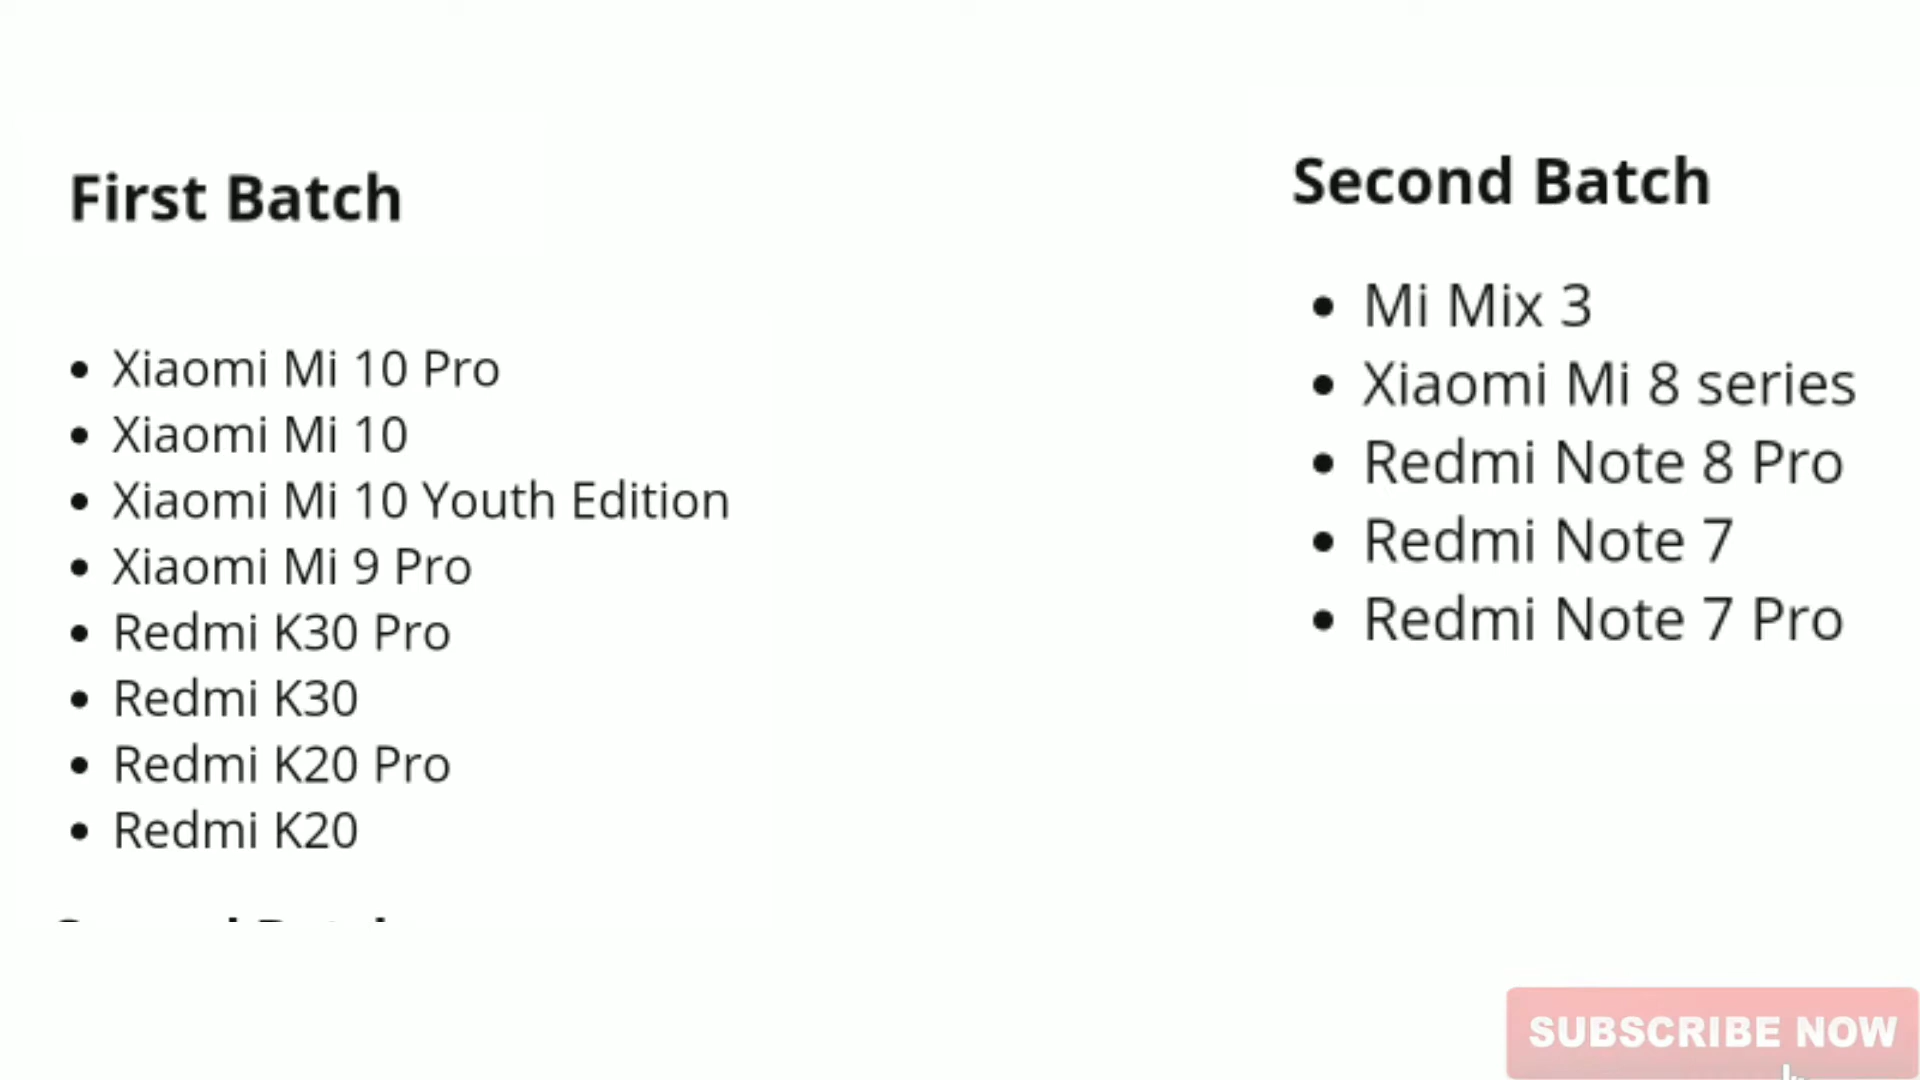 First Batch
• Xiaomi Mi 10 Pro
• Xiaomi Mi 10
• Xiaomi Mi 10 Youth Edition
• Xiaomi Mi 9 Pro
• Redmi K30 Pro
• Redmi K30
• Redmi K20 Pro
• Redmi K20
Second Batch
• Mi Mix 3
• Xiaomi Mi 8 series
• Redmi Note 8 Pro
• Redmi Note 7
• Redmi Note 7 Pro
SUBSCRIBE NOW